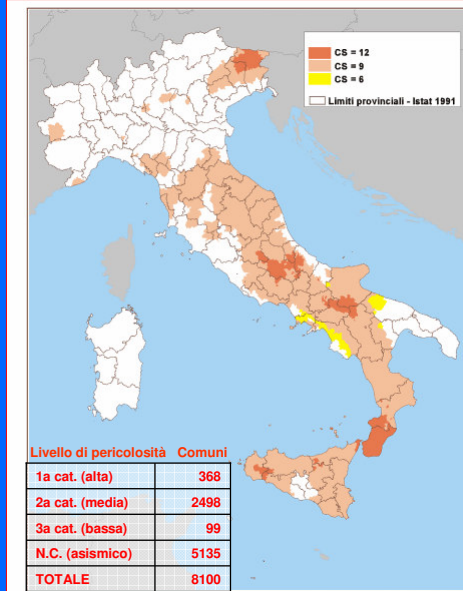 CS = 12
CS = 9
CS = 6
Limiti provinciali - Istat 1991
Livello di pericolosità Comuni
1a cat. (alta) 368
2a cat. (media) 2498
3a cat. (bassa) 99
N.C. (asismico) 5135
TOTALE 8100